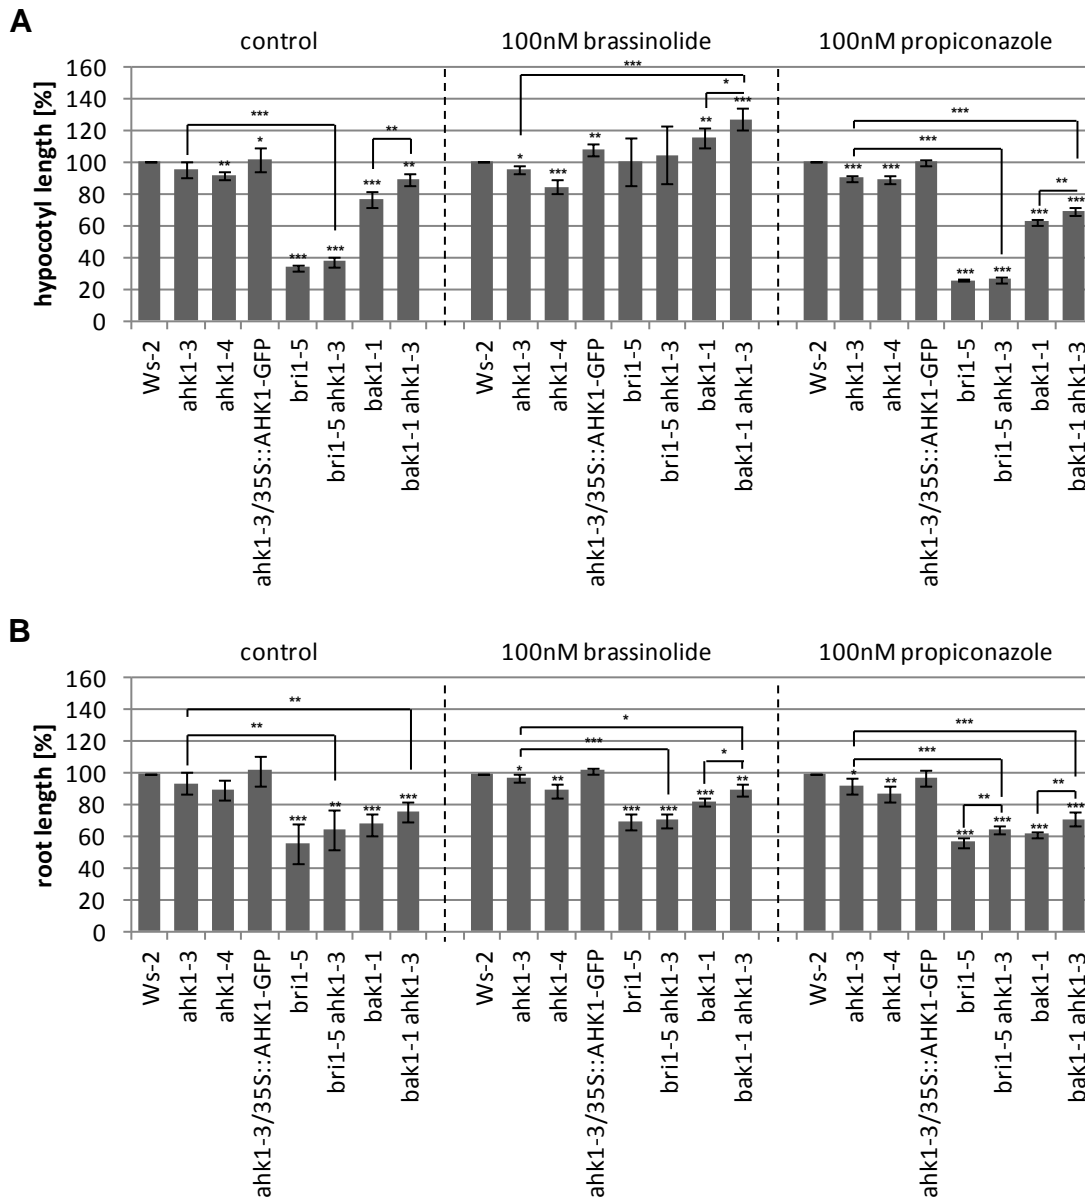 A
control 100nM brassinolide 100nM propiconazole
hypocotyl length [%]
160
140
120
100
80
60
40
20
0
*** * ** *** *** *** ** ** ***
* *** ** ** *** * ***
*** *** *** *** *** *** *** ** *** ***
Ws-2 ahk1-3 ahk1-4 ahk1-3/35S::AHK1-GFP bri1-5 bri1-5 ahk1-3 bak1-1 bak1-1 ahk1-3
Ws-2 ahk1-3 ahk1-4 ahk1-3/35S::AHK1-GFP bri1-5 bri1-5 ahk1-3 bak1-1 bak1-1 ahk1-3
Ws-2 ahk1-3 ahk1-4 ahk1-3/35S::AHK1-GFP bri1-5 bri1-5 ahk1-3 bak1-1 bak1-1 ahk1-3
B
control 100nM brassinolide 100nM propiconazole
root length [%]
160
140
120
100
80
60
40
20
0
** ** *** ** *** ***
* *** * ** *** *** *** * **
*** *** * ** *** ** *** *** ** ***
Ws-2 ahk1-3 ahk1-4 ahk1-3/35S::AHK1-GFP bri1-5 bri1-5 ahk1-3 bak1-1 bak1-1 ahk1-3
Ws-2 ahk1-3 ahk1-4 ahk1-3/35S::AHK1-GFP bri1-5 bri1-5 ahk1-3 bak1-1 bak1-1 ahk1-3
Ws-2 ahk1-3 ahk1-4 ahk1-3/35S::AHK1-GFP bri1-5 bri1-5 ahk1-3 bak1-1 bak1-1 ahk1-3